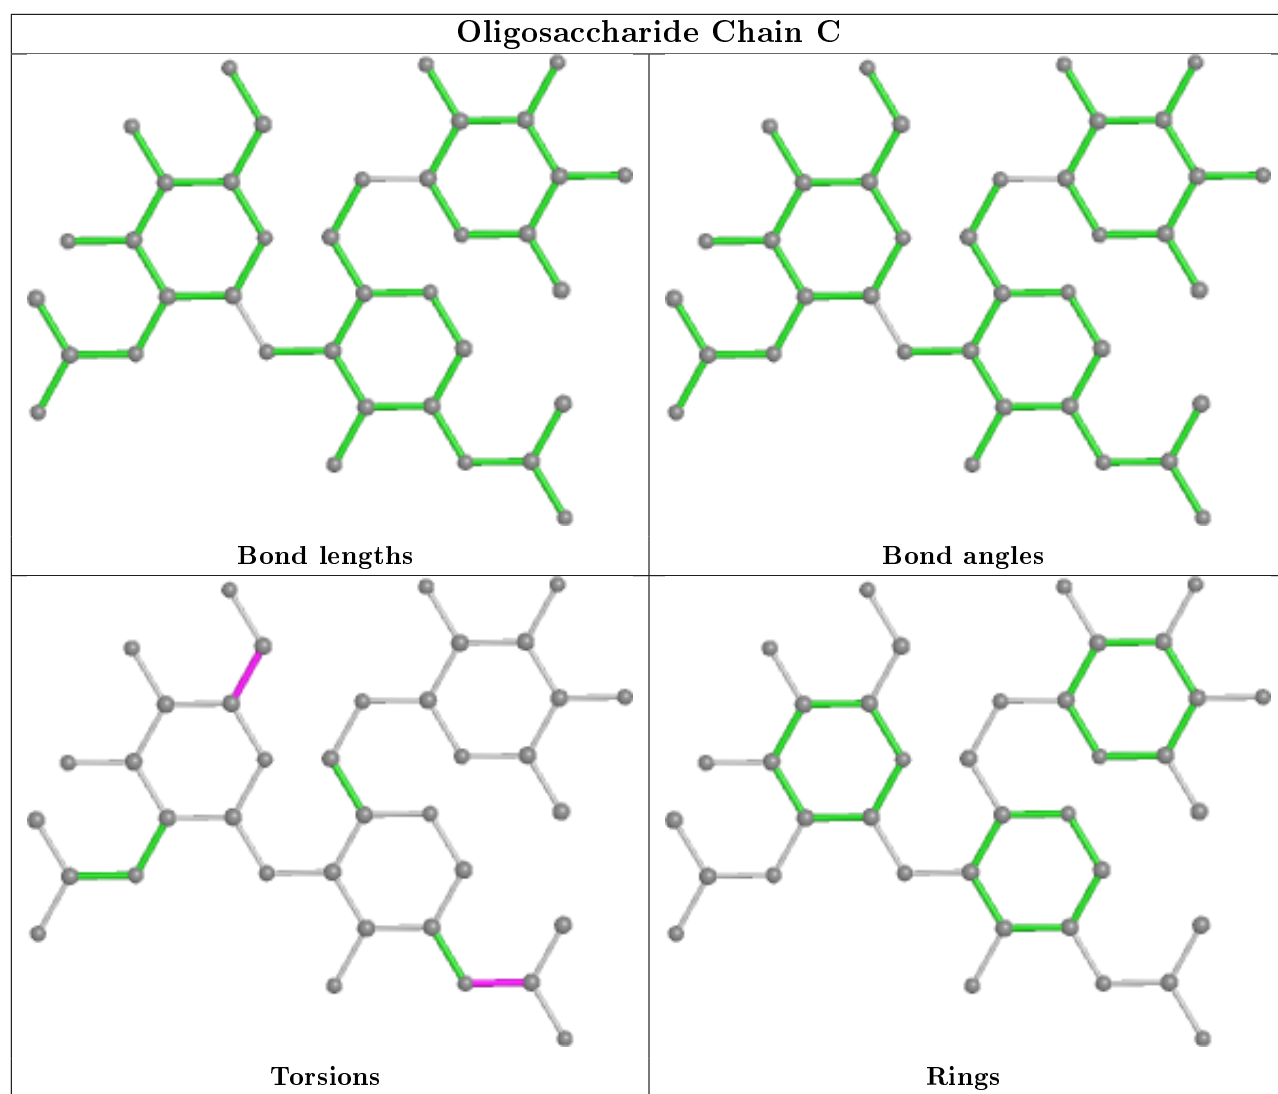 Oligosaccharide Chain C
Bond lengths
Bond angles
Torsions
Rings